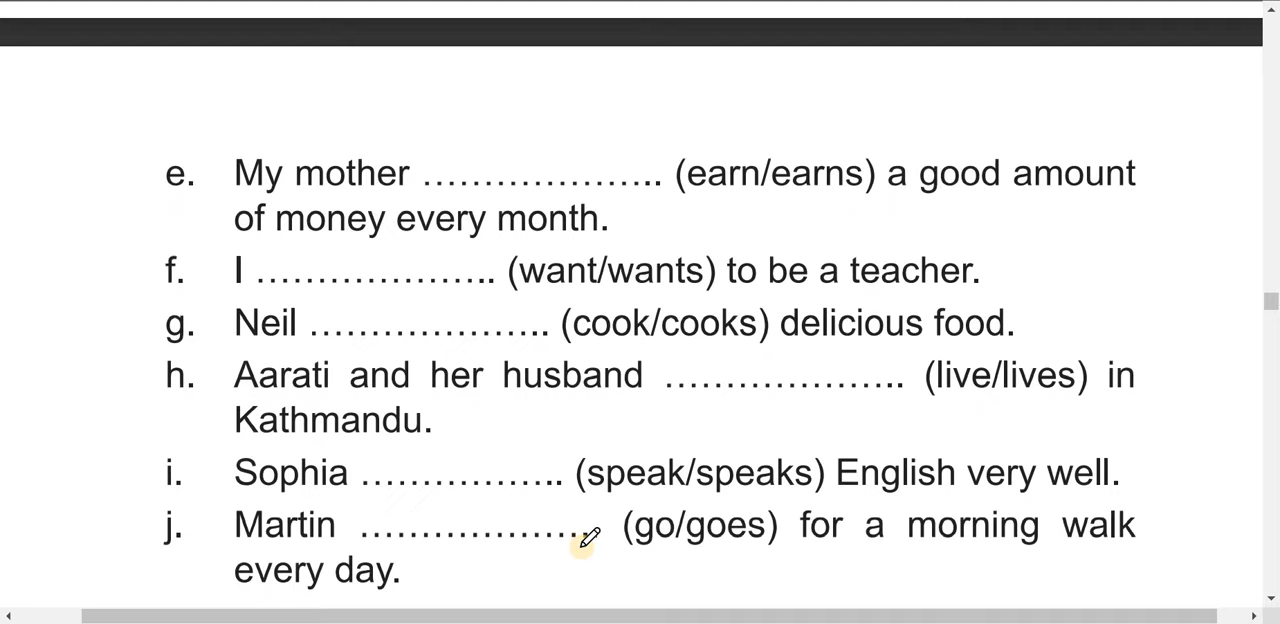 e. My mother ………………….. (earn/earns) a good amount
of money every month.
f. I ………………….. (want/wants) to be a teacher.
g. Neil ………………….. (cook/cooks) delicious food.
h. Aarati and her husband ………………….. (live/lives) in
Kathmandu.
i. Sophia ……………….. (speak/speaks) English very well.
j. Martin ………………….. (go/goes) for a morning walk
every day.